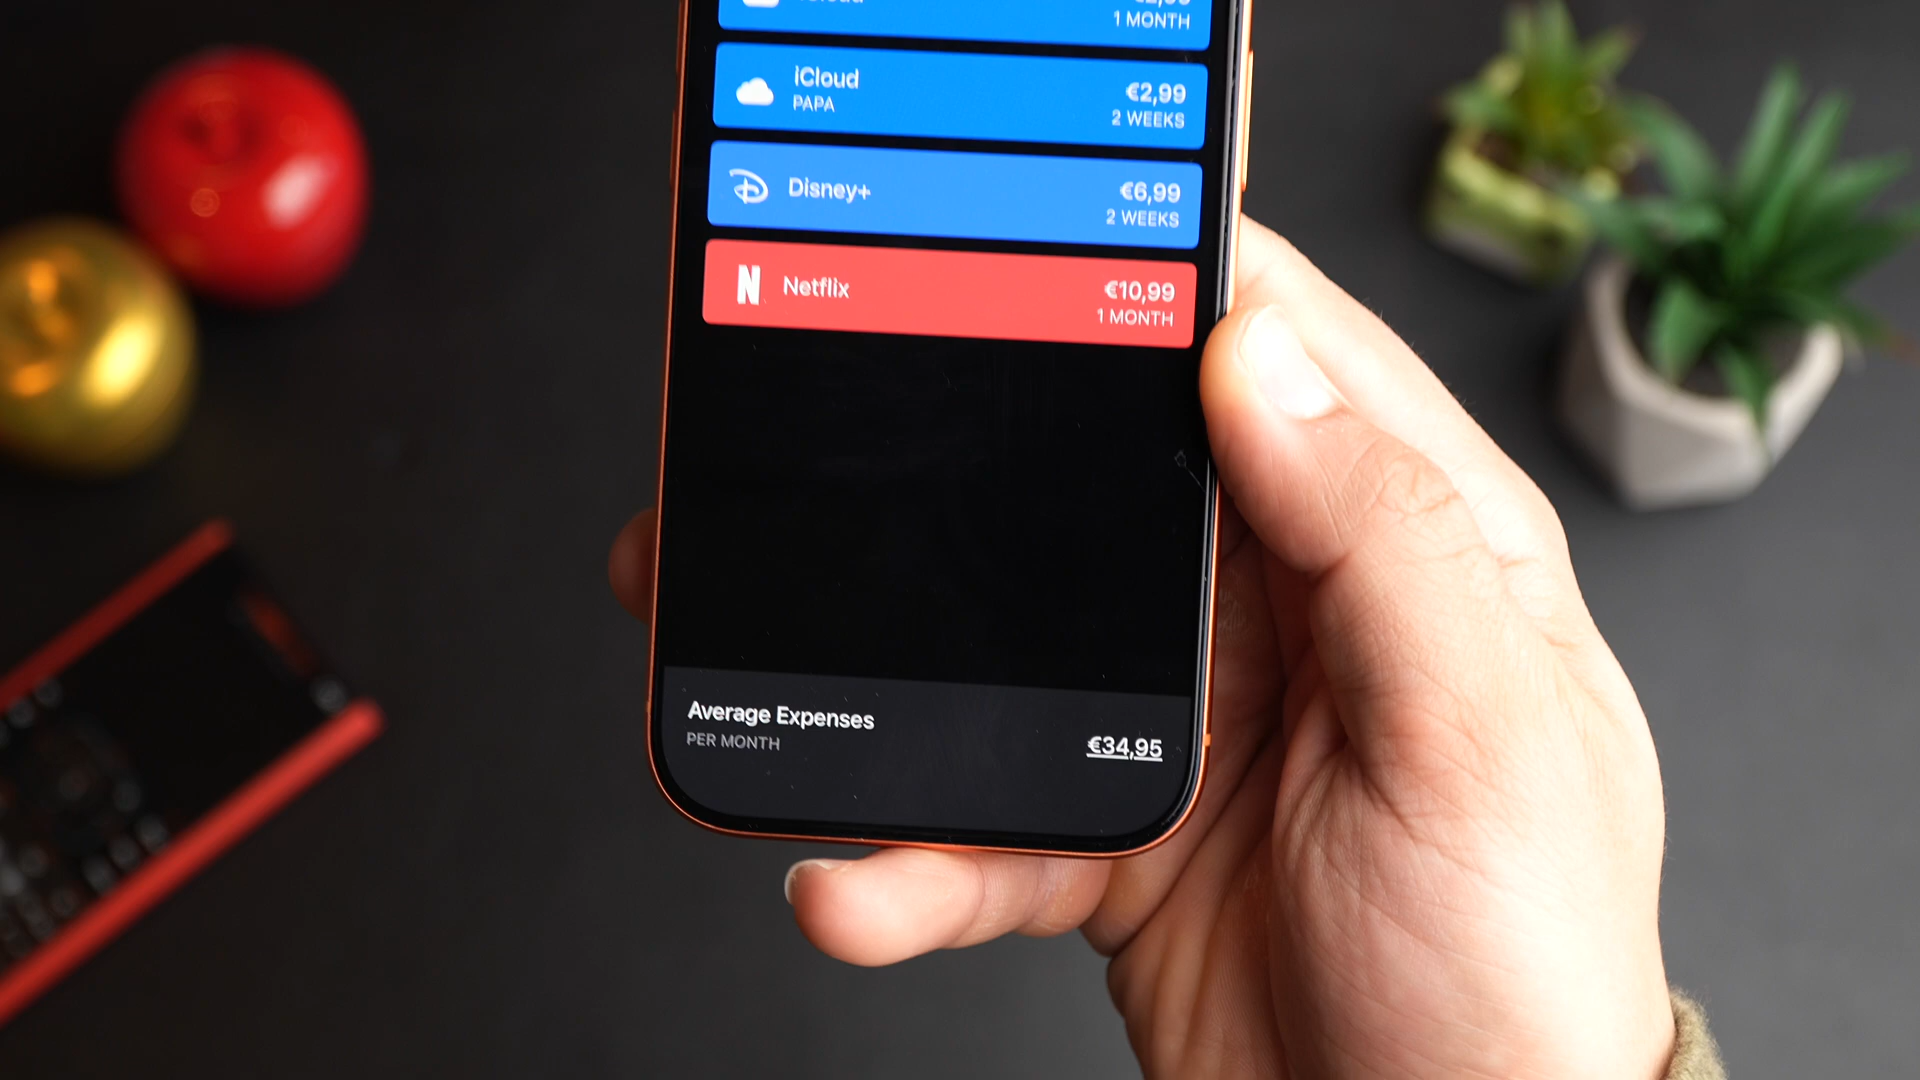 1 MONTH
iCloud
PAPA
€2,99
2 WEEKS
Disney+
€6,99
2 WEEKS
N
Netflix
€10,99
1 MONTH
Average Expenses
PER MONTH
€34,95